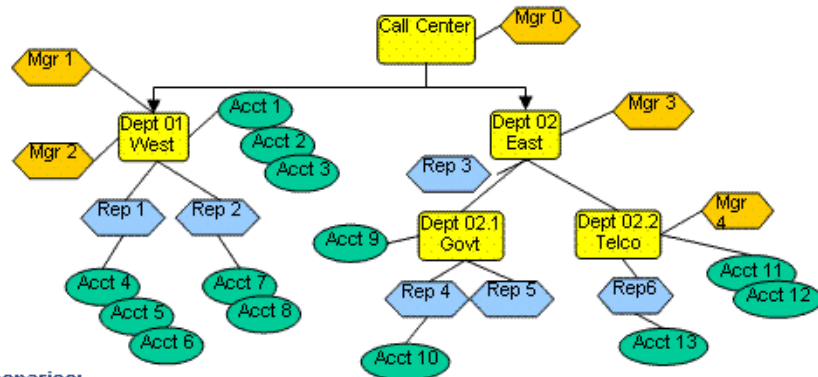 Call Center
Mgr 0
Mgr 1
Mgr 2
Dept 01
West
Acct 1
Acct 2
Acct 3
Dept 02
East
Mgr 3
Rep 3
Rep 1
Rep 2
Acct 9
Dept 02.1
Govt
Dept 02.2
Telco
Mgr
4
Acct 4
Acct 5
Acct 6
Acct 7
Acct 8
Rep 4
Rep 5
Rep6
Acct 11
Acct 12
Acct 10
Acct 13